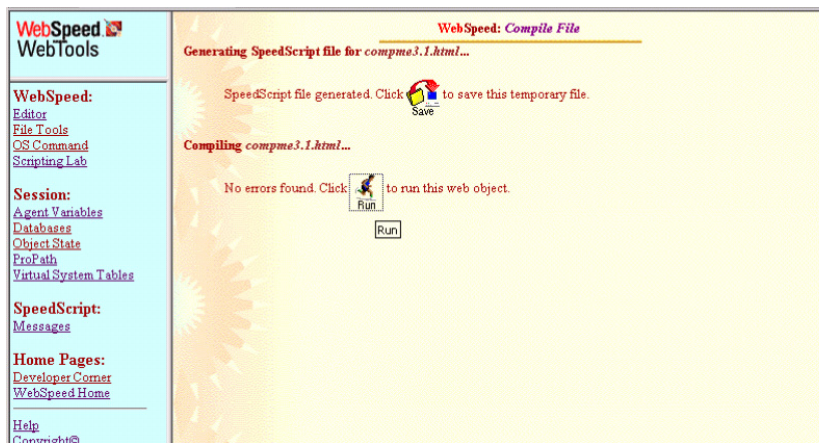 WebSpeed
WebTools
WebSpeed:
Editor
File Tools
OS Command
Scripting Lab
Session:
Agent Variables
Databases
Object State
ProPath
Virtual System Tables
SpeedScript:
Messages
Home Pages:
Developer Corner
WebSpeed Home
Help
Copyright©
WebSpeed: Compile File
Generating SpeedScript file for compme3.1.html...
SpeedScript file generated. Click Save to save this temporary file.
Compiling compme3.1.html...
No errors found. Click Run to run this web object.
Run